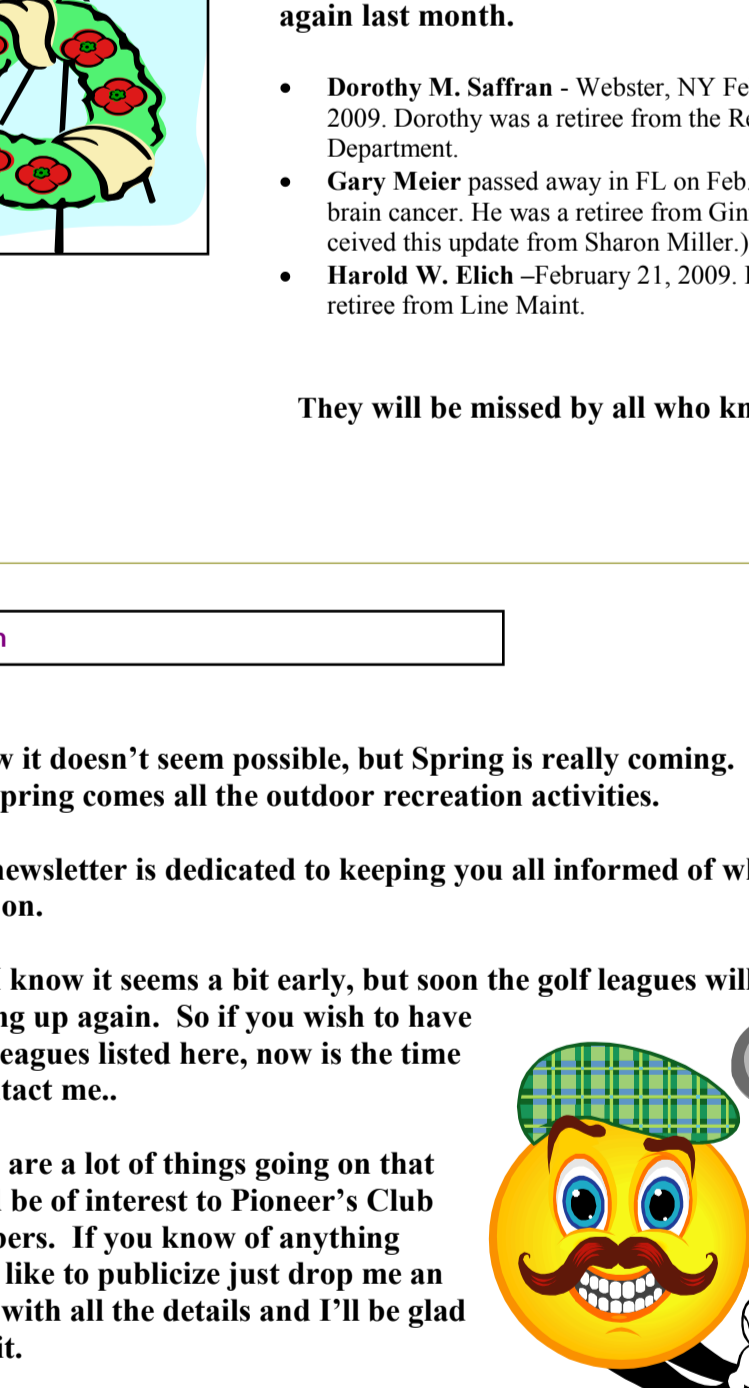 again last month.
• Dorothy M. Saffran - Webster, NY
2009. Dorothy was a retiree from the
Department.
• Gary Meier passed away in FL on Feb.
brain cancer. He was a retiree from
ceived this update from Sharon Miller.)
• Harold W. Elich –February 21, 2009.
retiree from Line Maint.
They will be missed by all who
it doesn’t seem possible, but Spring is really coming.
pring comes all the outdoor recreation activities.
newsletter is dedicated to keeping you all informed of
on.
I know it seems a bit early, but soon the golf leagues will
ng up again.  So if you wish to have
eagues listed here, now is the time
tact me..
are a lot of things going on that
be of interest to Pioneer’s Club
bers.  If you know of anything
like to publicize just drop me an
with all the details and I’ll be glad
it.